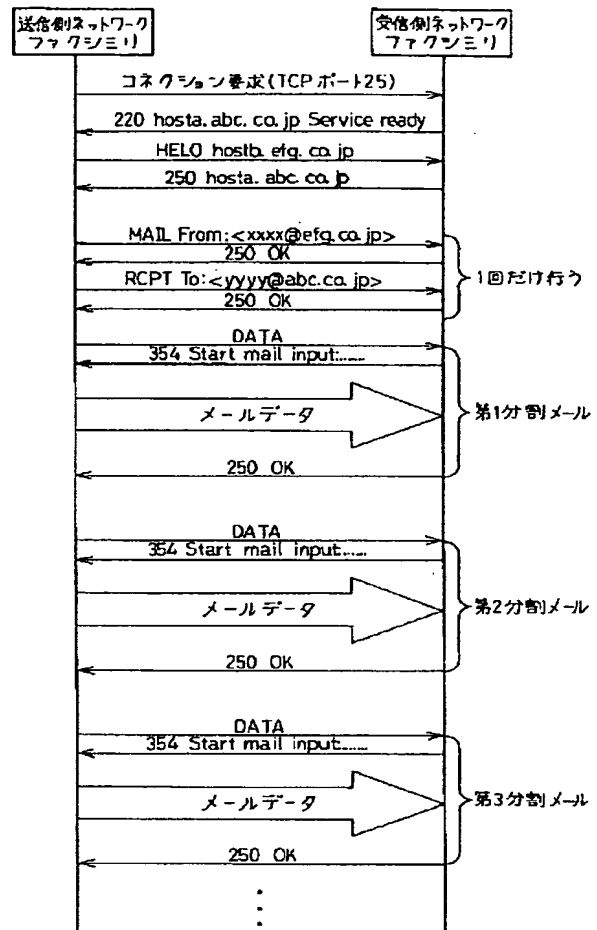 送信側ネットワーク
ファクシミリ
受信側ネットワーク
ファクシミリ
コネクション要求(TCPポート25)
220 hosta.abc.co.jp Service ready
HELO hostb.efg.co.jp
250 hosta.abc.co.jp
MAIL From:<xxxx@efg.co.jp>
250 OK
RCPT To:<yyyy@abc.co.jp>
250 OK
1回だけ行う
DATA
354 Start mail input:......
メールデータ
第1分割メール
250 OK
DATA
354 Start mail input......
メールデータ
第2分割メール
250 OK
DATA
354 Start mail input:......
メールデータ
第3分割メール
250 OK